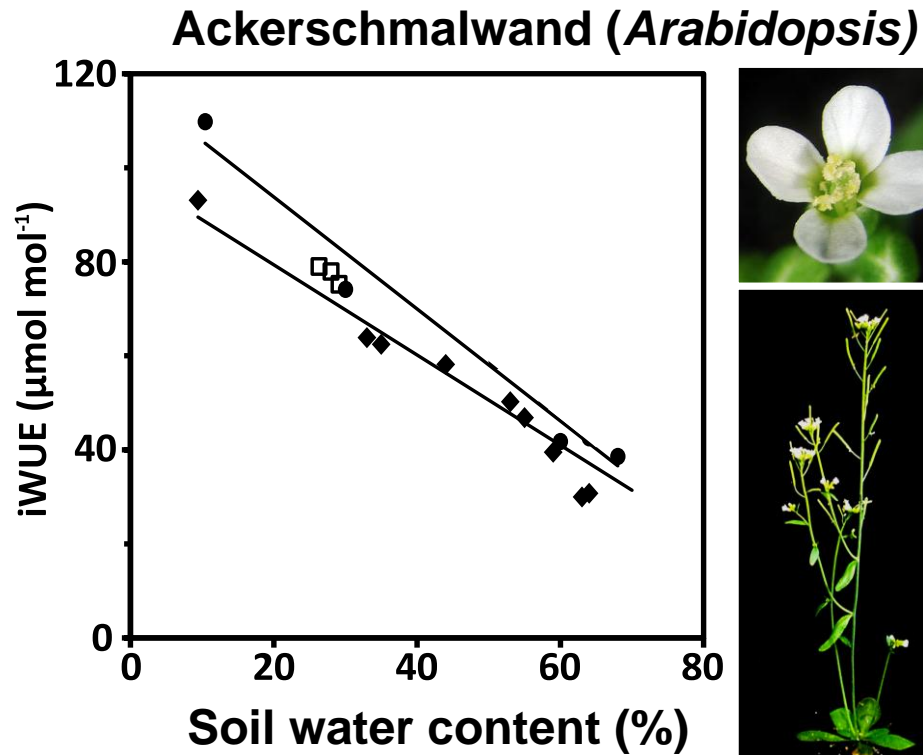 Ackerschmalwand (Arabidopsis)
120
80
40
0
0 20 40 60 80
iWUE (μmol mol⁻¹)
Soil water content (%)